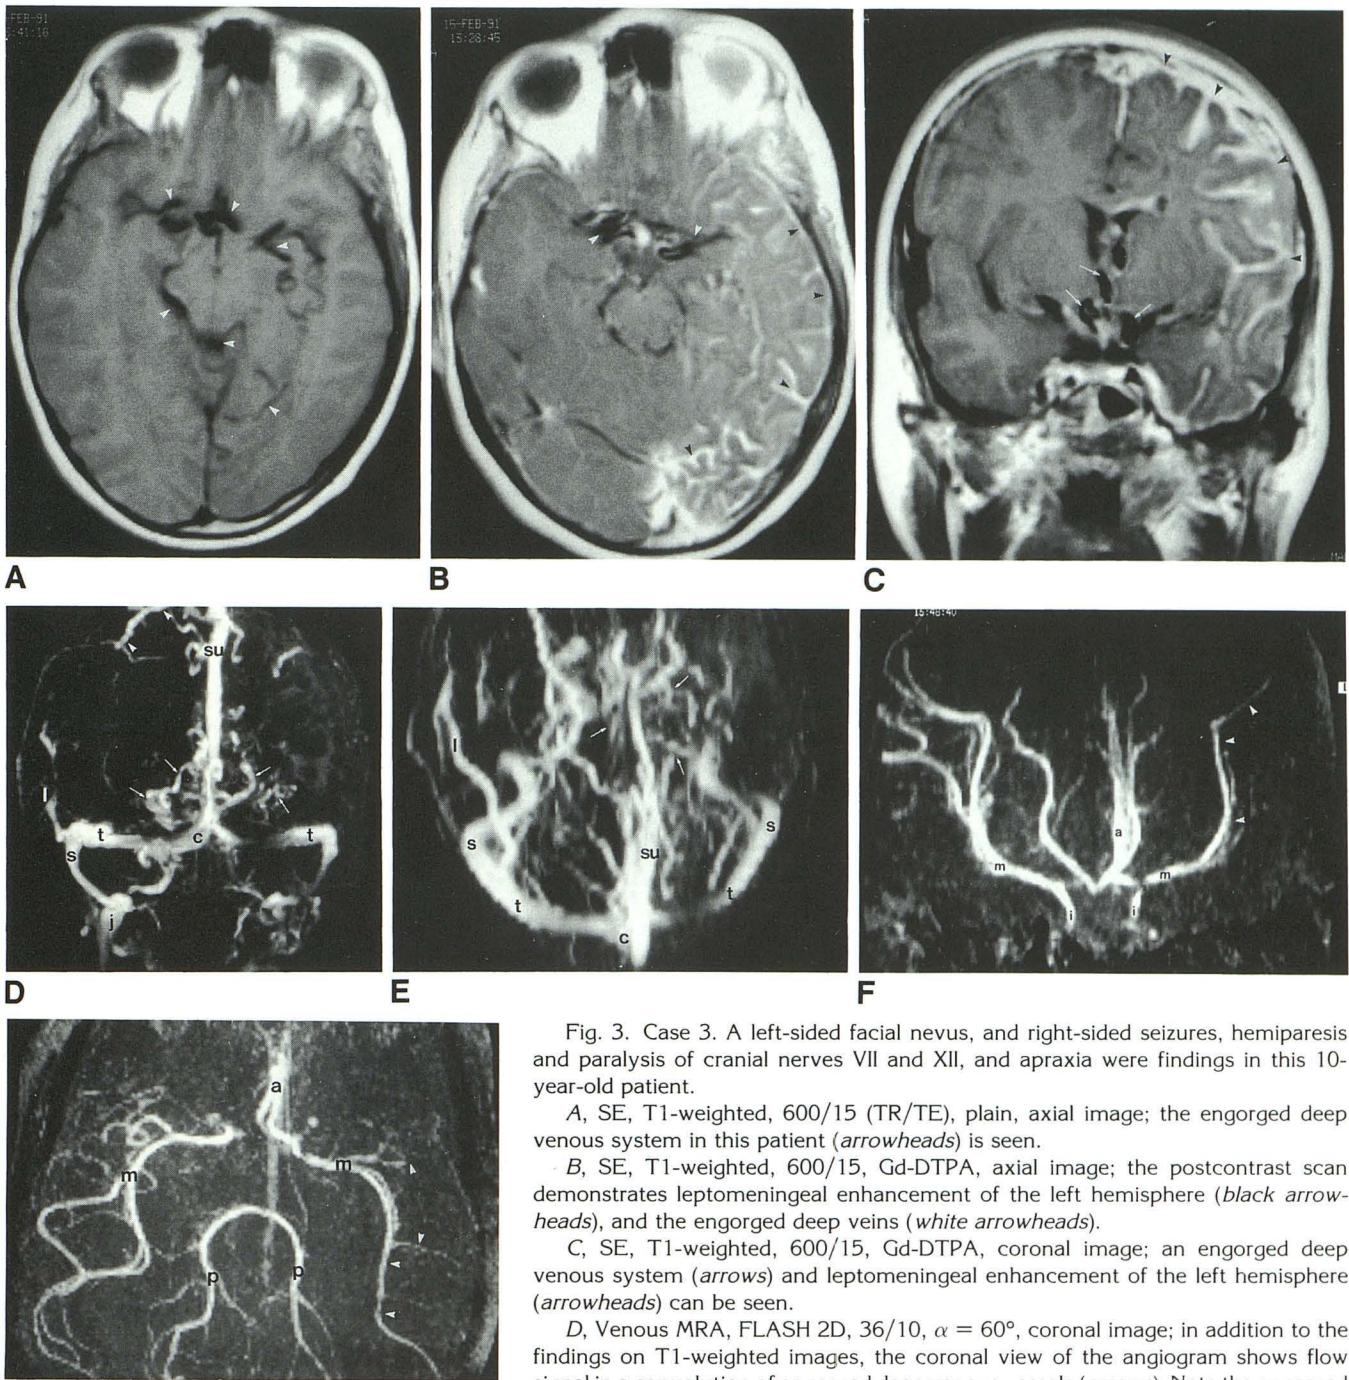 FEB-91
:41:16
15-FEB-91
15:28:45
A
B
C
su
l
t
c
t
s
j
l
s
s
su
t
t
c
15:48:40
a
m
m
i
i
D
E
F
a
m
m
p
p
Fig. 3. Case 3. A left-sided facial nevus, and right-sided seizures, hemiparesis
and paralysis of cranial nerves VII and XII, and apraxia were findings in this 10-
year-old patient.
A, SE, T1-weighted, 600/15 (TR/TE), plain, axial image; the engorged deep
venous system in this patient (arrowheads) is seen.
B, SE, T1-weighted, 600/15, Gd-DTPA, axial image; the postcontrast scan
demonstrates leptomeningeal enhancement of the left hemisphere (black arrow-
heads), and the engorged deep veins (white arrowheads).
C, SE, T1-weighted, 600/15, Gd-DTPA, coronal image; an engorged deep
venous system (arrows) and leptomeningeal enhancement of the left hemisphere
(arrowheads) can be seen.
D, Venous MRA, FLASH 2D, 36/10, α = 60°, coronal image; in addition to the
findings on T1-weighted images, the coronal view of the angiogram shows flow